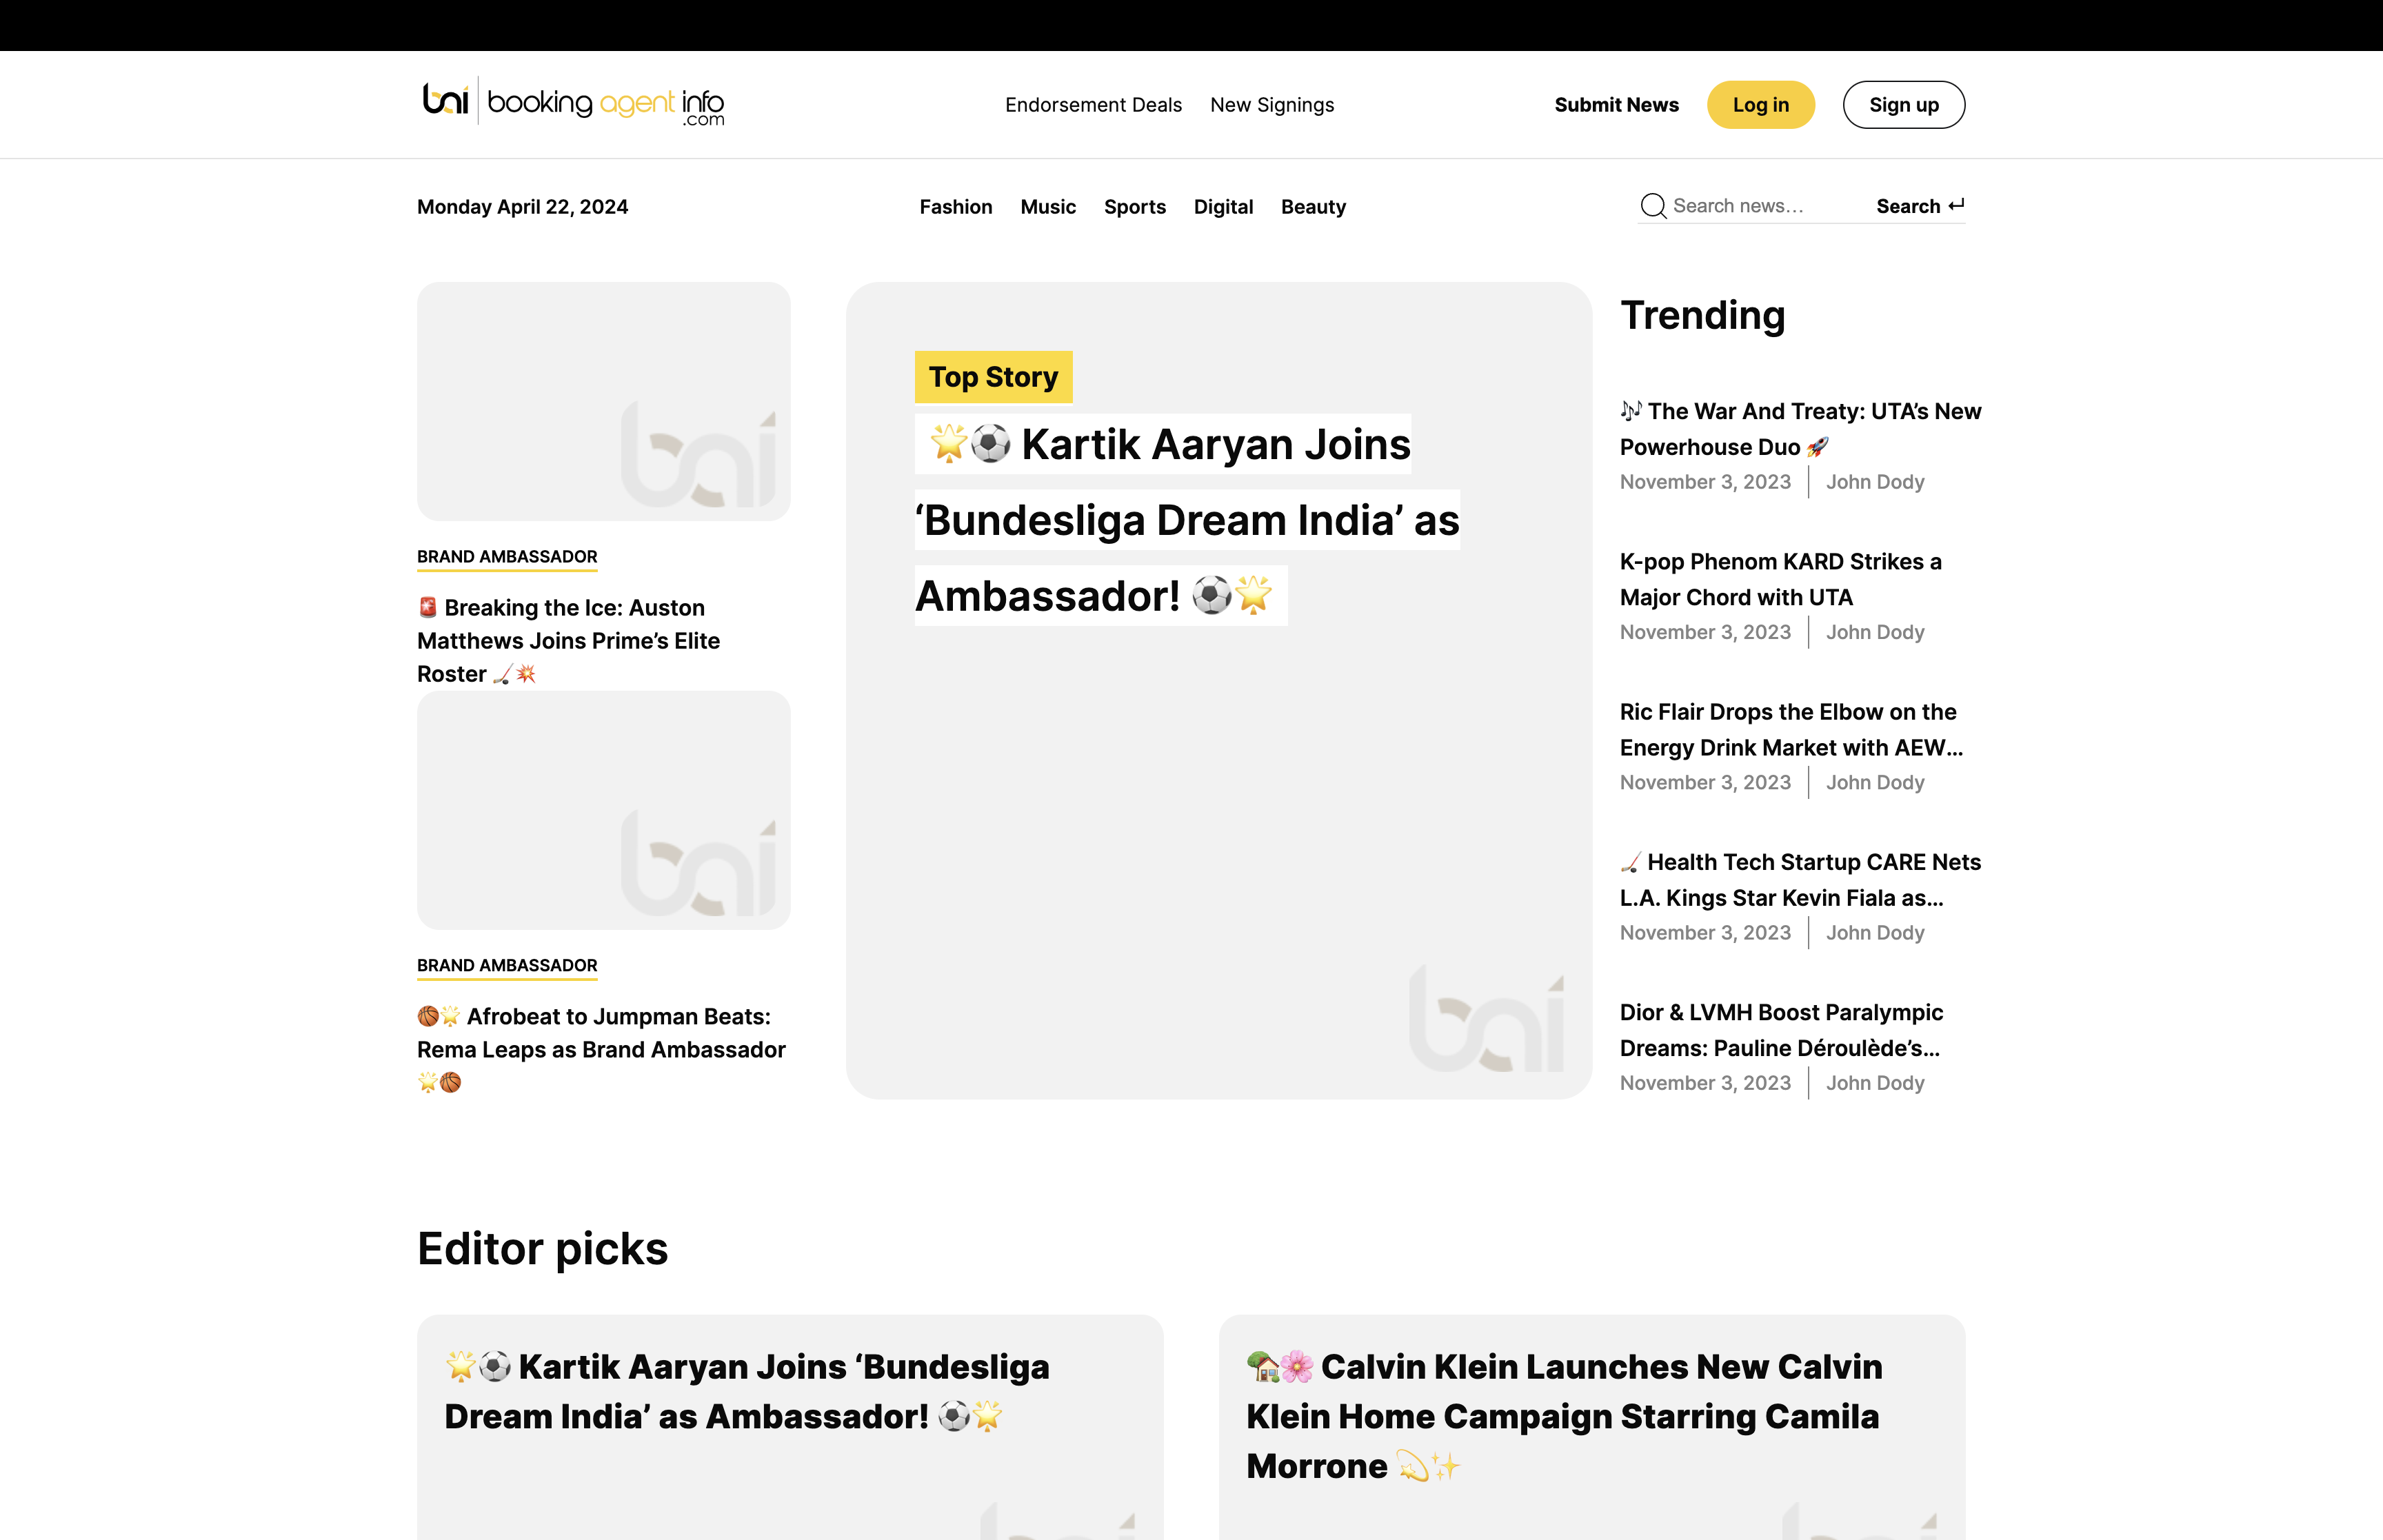 bai booking agent info
.com
Endorsement Deals
New Signings
Submit News
Log in
Sign up
Monday April 22, 2024
Fashion
Music
Sports
Digital
Beauty
Search news...
Search ↵
bai
BRAND AMBASSADOR
🚨 Breaking the Ice: Auston
Matthews Joins Prime’s Elite
Roster 🏒💥
bai
BRAND AMBASSADOR
🏀🌟 Afrobeat to Jumpman Beats:
Rema Leaps as Brand Ambassador
🌟🏀
Top Story
🌟⚽ Kartik Aaryan Joins
‘Bundesliga Dream India’ as
Ambassador! ⚽🌟
bai
Trending
🎶 The War And Treaty: UTA’s New
Powerhouse Duo 🚀
November 3, 2023 | John Dody
K-pop Phenom KARD Strikes a
Major Chord with UTA
November 3, 2023 | John Dody
Ric Flair Drops the Elbow on the
Energy Drink Market with AEW...
November 3, 2023 | John Dody
🏒 Health Tech Startup CARE Nets
L.A. Kings Star Kevin Fiala as...
November 3, 2023 | John Dody
Dior & LVMH Boost Paralympic
Dreams: Pauline Déroulède’s...
November 3, 2023 | John Dody
Editor picks
🌟⚽ Kartik Aaryan Joins ‘Bundesliga
Dream India’ as Ambassador! ⚽🌟
🏡🌸 Calvin Klein Launches New Calvin
Klein Home Campaign Starring Camila
Morrone 💫✨